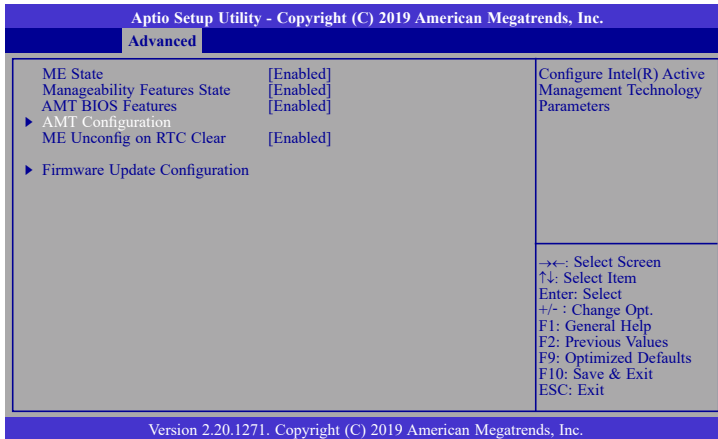 Aptio Setup Utility - Copyright (C) 2019 American Megatrends, Inc.
Advanced
ME State [Enabled]
Manageability Features State [Enabled]
AMT BIOS Features [Enabled]
AMT Configuration
ME Unconfig on RTC Clear [Enabled]
Firmware Update Configuration
Configure Intel(R) Active
Management Technology
Parameters
→←: Select Screen
↑↓: Select Item
Enter: Select
+/- : Change Opt.
F1: General Help
F2: Previous Values
F9: Optimized Defaults
F10: Save & Exit
ESC: Exit
Version 2.20.1271. Copyright (C) 2019 American Megatrends, Inc.